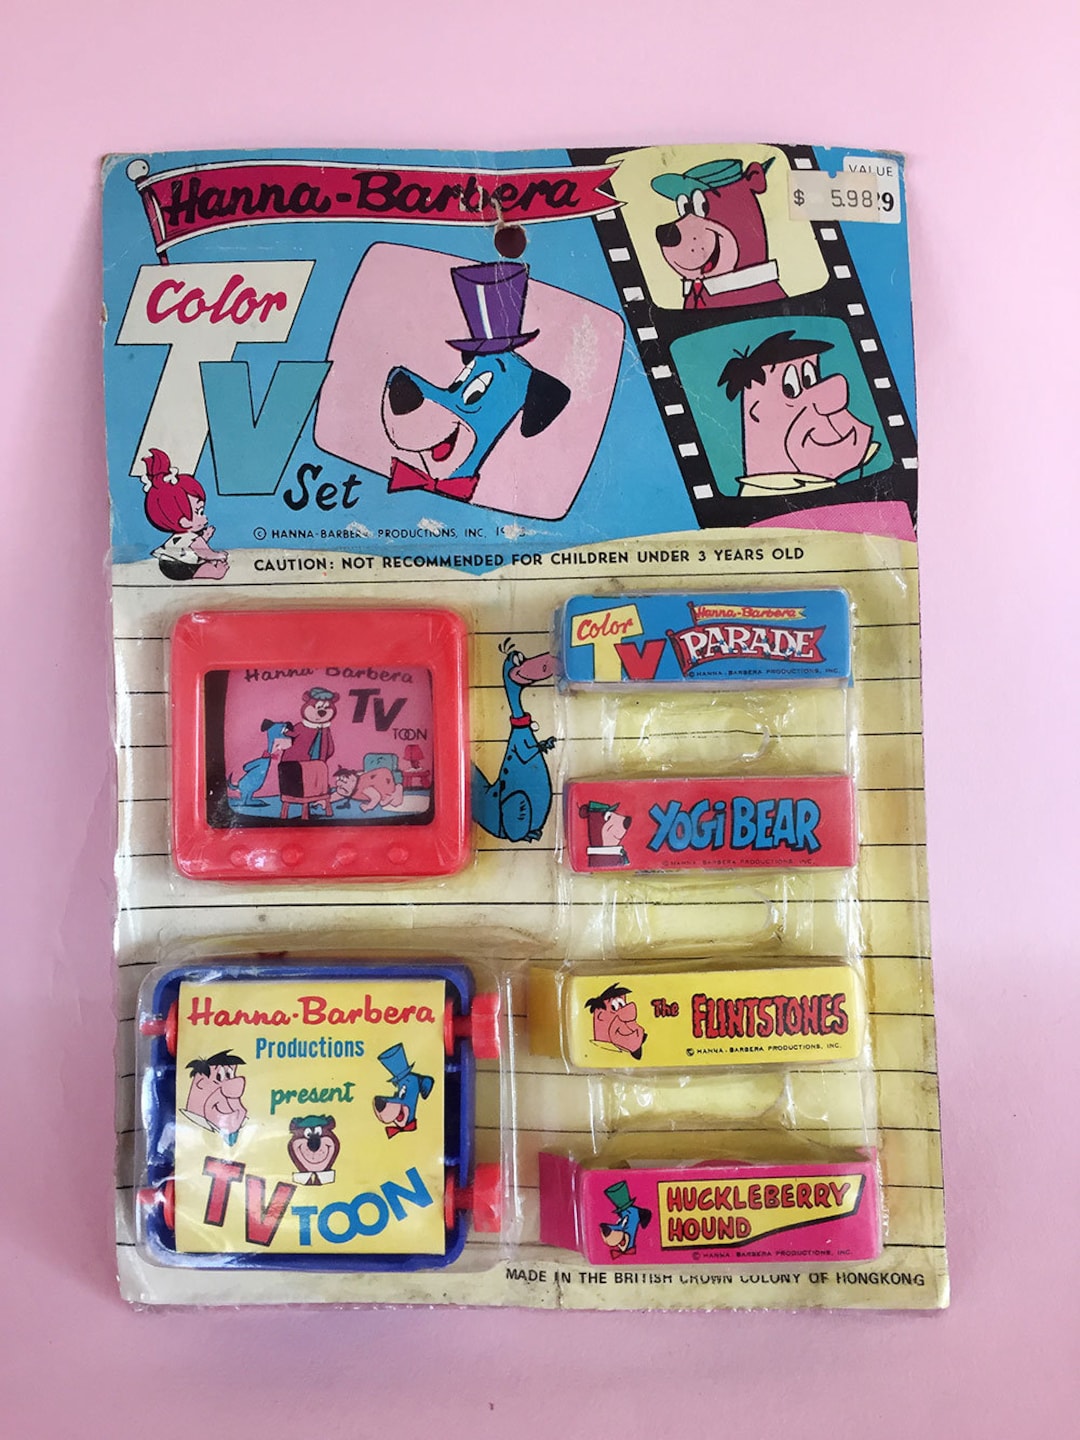 Hanna-Barbera
VALUE
$ 5.98
Color
TV
Set
© HANNA-BARBERA PRODUCTIONS, INC.
CAUTION: NOT RECOMMENDED FOR CHILDREN UNDER 3 YEARS OLD
Hanna Barbera
TV
TOON
Color
TV
Hanna-Barbera
PARADE
© HANNA-BARBERA PRODUCTIONS, INC.
YOGI BEAR
© HANNA BARBERA PRODUCTIONS, INC.
The FLINTSTONES
© HANNA-BARBERA PRODUCTIONS, INC.
Hanna-Barbera
Productions
present
TV TOON
HUCKLEBERRY
HOUND
© HANNA BARBERA PRODUCTIONS, INC.
MADE IN THE BRITISH CROWN COLONY OF HONGKONG